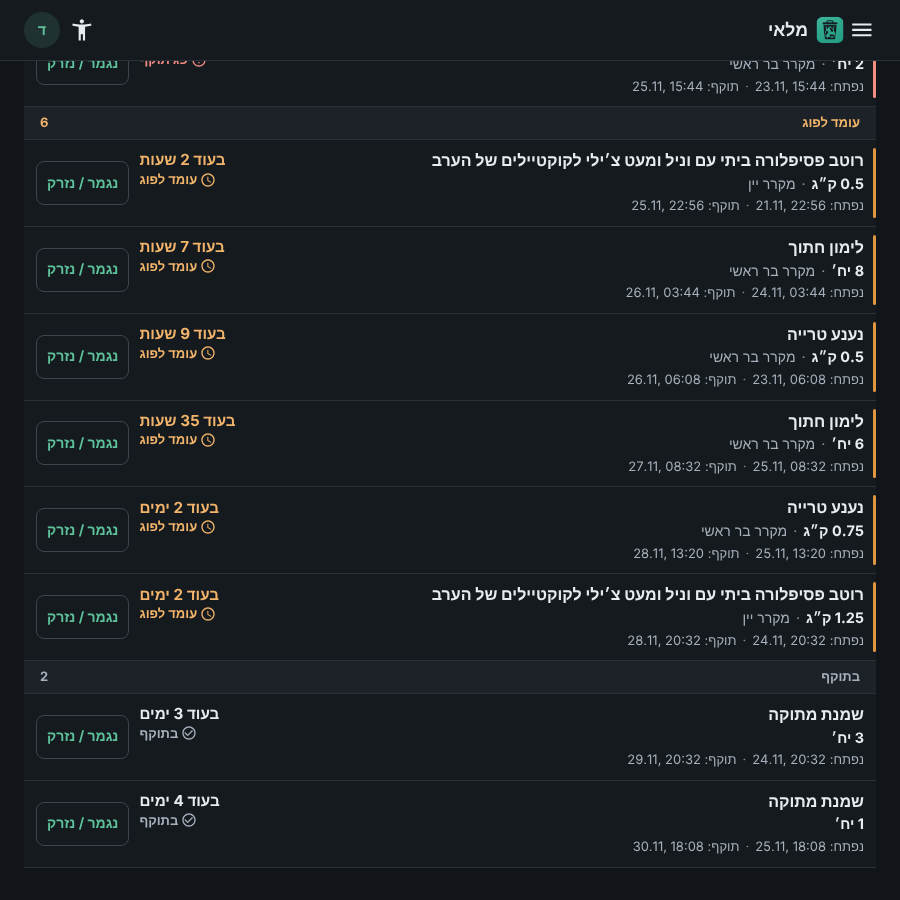 מלאי
ד
2 יח׳ · מקרר בר ראשי
פג תוקף
נגמר / נזרק
נפתח: 23.11, 15:44 · תוקף: 25.11, 15:44
עומד לפוג
6
רוטב פסיפלורה ביתי עם וניל ומעט צ׳ילי לקוקטיילים של הערב
0.5 ק״ג · מקרר יין
נפתח: 21.11, 22:56 · תוקף: 25.11, 22:56
בעוד 2 שעות
עומד לפוג
נגמר / נזרק
לימון חתוך
8 יח׳ · מקרר בר ראשי
נפתח: 24.11, 03:44 · תוקף: 26.11, 03:44
בעוד 7 שעות
עומד לפוג
נגמר / נזרק
נענע טרייה
0.5 ק״ג · מקרר בר ראשי
נפתח: 23.11, 06:08 · תוקף: 26.11, 06:08
בעוד 9 שעות
עומד לפוג
נגמר / נזרק
לימון חתוך
6 יח׳ · מקרר בר ראשי
נפתח: 25.11, 08:32 · תוקף: 27.11, 08:32
בעוד 35 שעות
עומד לפוג
נגמר / נזרק
נענע טרייה
0.75 ק״ג · מקרר בר ראשי
נפתח: 25.11, 13:20 · תוקף: 28.11, 13:20
בעוד 2 ימים
עומד לפוג
נגמר / נזרק
רוטב פסיפלורה ביתי עם וניל ומעט צ׳ילי לקוקטיילים של הערב
1.25 ק״ג · מקרר יין
נפתח: 24.11, 20:32 · תוקף: 28.11, 20:32
בעוד 2 ימים
עומד לפוג
נגמר / נזרק
בתוקף
2
שמנת מתוקה
3 יח׳
נפתח: 24.11, 20:32 · תוקף: 29.11, 20:32
בעוד 3 ימים
בתוקף
נגמר / נזרק
שמנת מתוקה
1 יח׳
נפתח: 25.11, 18:08 · תוקף: 30.11, 18:08
בעוד 4 ימים
בתוקף
נגמר / נזרק